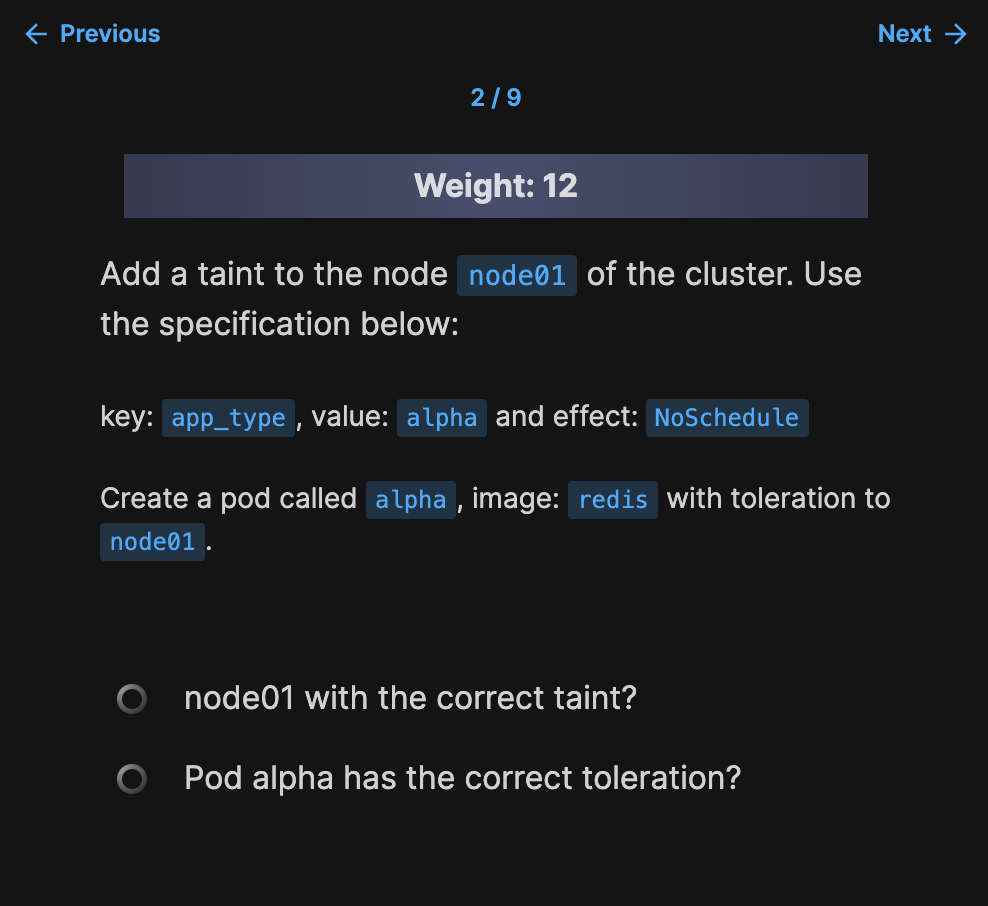 ← Previous
Next →
2 / 9
Weight: 12
Add a taint to the node node01 of the cluster. Use
the specification below:
key: app_type, value: alpha and effect: NoSchedule
Create a pod called alpha, image: redis with toleration to
node01.
node01 with the correct taint?
Pod alpha has the correct toleration?